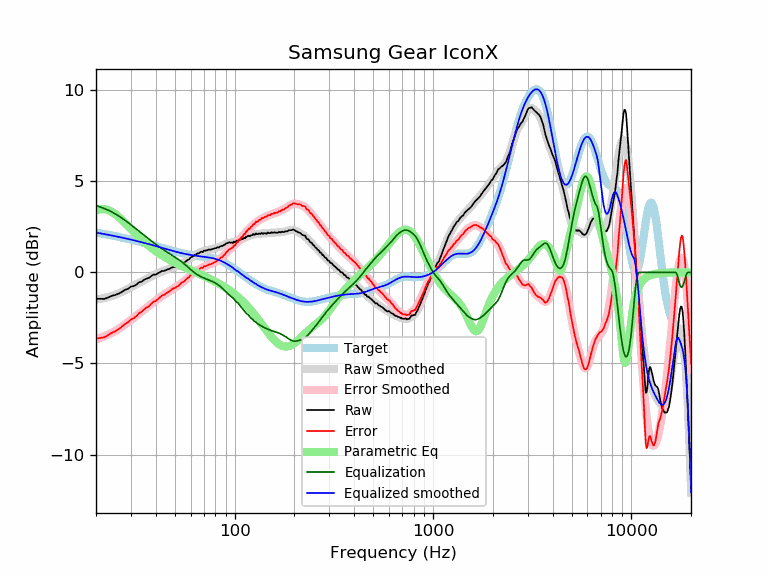 Samsung Gear IconX
Amplitude (dBr)
10
5
0
−5
−10
Target
Raw Smoothed
Error Smoothed
Raw
Error
Parametric Eq
Equalization
Equalized smoothed
100 1000 10000
Frequency (Hz)